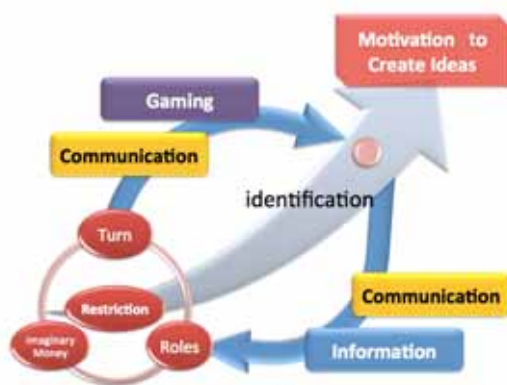 Motivation to
Create Ideas
Gaming
Communication
identification
Turn
Restriction
Imaginary
Money
Roles
Communication
Information